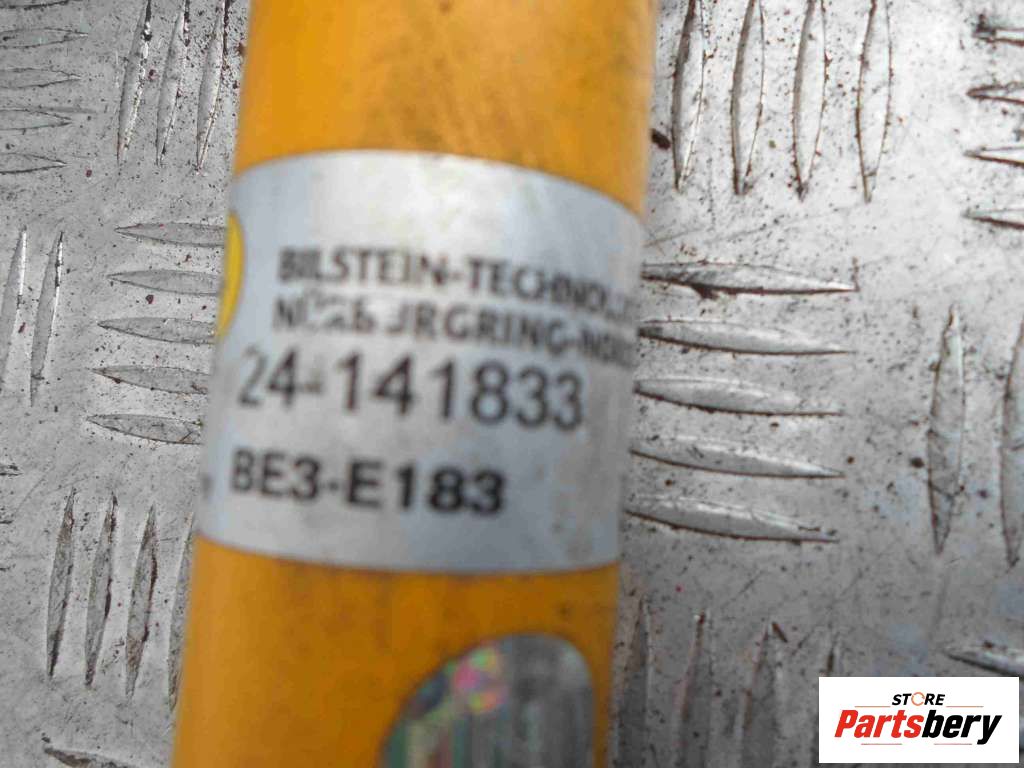 BILSTEIN-TECHNOL
24-141833
BE3-E183
STORE
Partsbery